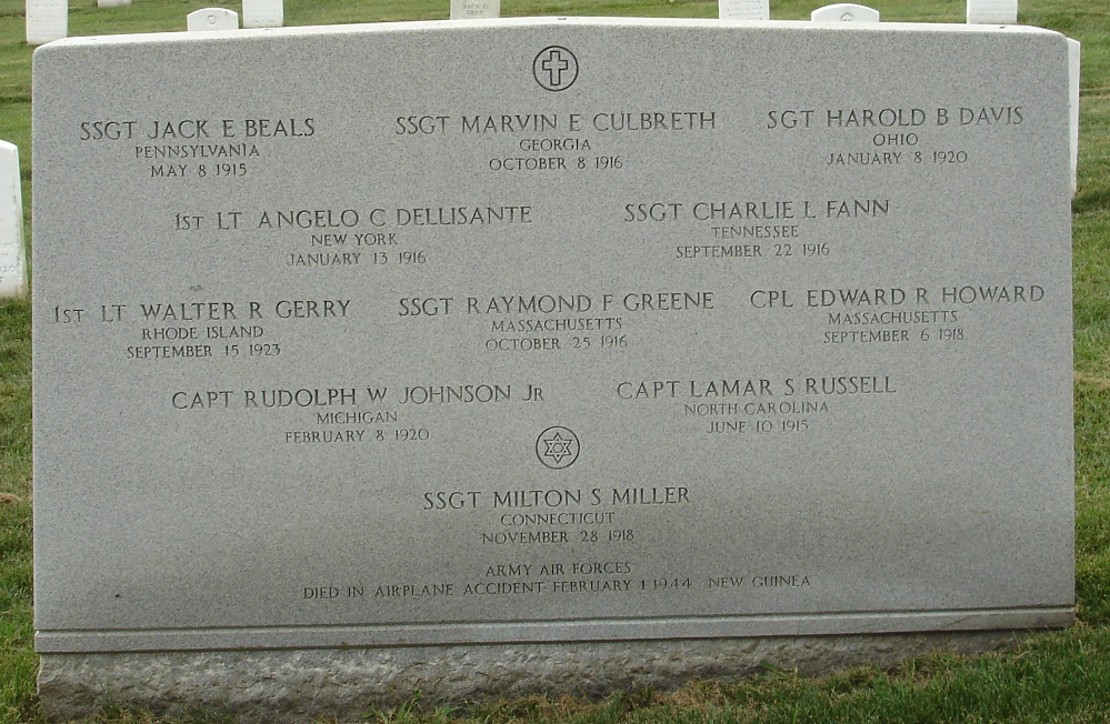 SSGT JACK E BEALS
PENNSYLVANIA
MAY 8 1915
SSGT MARVIN E CULBRETH
GEORGIA
OCTOBER 8 1916
SGT HAROLD B DAVIS
OHIO
JANUARY 8 1920
1ST LT ANGELO C DELLISANTE
NEW YORK
JANUARY 13 1916
SSGT CHARLIE L FANN
TENNESSEE
SEPTEMBER 22 1916
1ST LT WALTER R GERRY
RHODE ISLAND
SEPTEMBER 15 1923
SSGT RAYMOND F GREENE
MASSACHUSETTS
OCTOBER 25 1916
CPL EDWARD R HOWARD
MASSACHUSETTS
SEPTEMBER 6 1918
CAPT RUDOLPH W JOHNSON JR
MICHIGAN
FEBRUARY 8 1920
CAPT LAMAR S RUSSELL
NORTH CAROLINA
JUNE 10 1915
SSGT MILTON S MILLER
CONNECTICUT
NOVEMBER 28 1918
ARMY AIR FORCES
DIED IN AIRPLANE ACCIDENT FEBRUARY 1 1944 NEW GUINEA